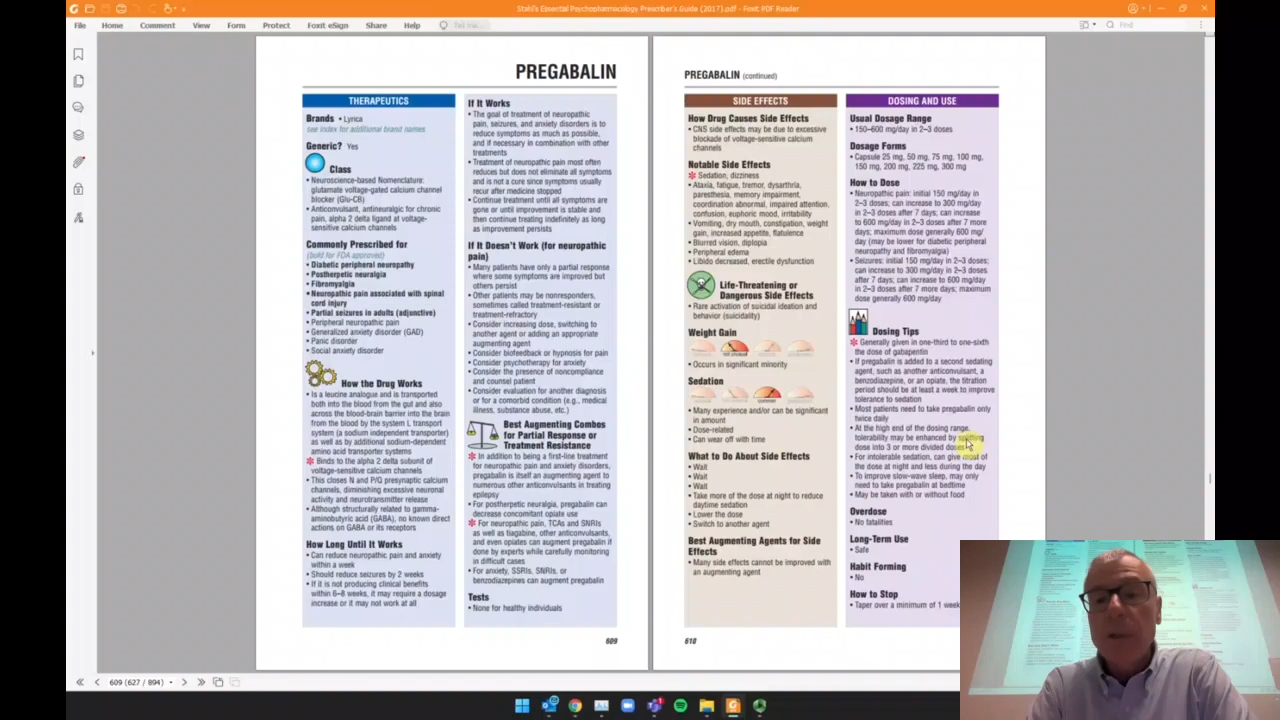 Stahl's Essential Psychopharmacology Prescriber's Guide (2017).pdf - Foxit PDF Reader
File Home Comment View Form Protect Foxit eSign Share Help Tell me... Find
PREGABALIN
THERAPEUTICS
Brands • Lyrica
see index for additional brand names
Generic? Yes
Class
• Neuroscience-based Nomenclature:
glutamate voltage-gated calcium channel
blocker (Glu-CB)
• Anticonvulsant, antineuralgic for chronic
pain, alpha 2 delta ligand at voltage-
sensitive calcium channels
Commonly Prescribed for
(bold for FDA approved)
• Diabetic peripheral neuropathy
• Postherpetic neuralgia
• Fibromyalgia
• Neuropathic pain associated with spinal
cord injury
• Partial seizures in adults (adjunctive)
• Peripheral neuropathic pain
• Generalized anxiety disorder (GAD)
• Panic disorder
• Social anxiety disorder
How the Drug Works
• Is a leucine analogue and is transported
both into the blood from the gut and also
across the blood-brain barrier into the brain
from the blood by the system L transport
system (a sodium independent transporter)
as well as by additional sodium-dependent
amino acid transporter systems
✻ Binds to the alpha 2 delta subunit of
voltage-sensitive calcium channels
• This closes N and P/Q presynaptic calcium
channels, diminishing excessive neuronal
activity and neurotransmitter release
• Although structurally related to gamma-
aminobutyric acid (GABA), no known direct
actions on GABA or its receptors
How Long Until It Works
• Can reduce neuropathic pain and anxiety
within a week
• Should reduce seizures by 2 weeks
• If it is not producing clinical benefits
within 6–8 weeks, it may require a dosage
increase or it may not work at all
If It Works
• The goal of treatment of neuropathic
pain, seizures, and anxiety disorders is to
reduce symptoms as much as possible,
and if necessary in combination with other
treatments
• Treatment of neuropathic pain most often
reduces but does not eliminate all symptoms
and is not a cure since symptoms usually
recur after medicine stopped
• Continue treatment until all symptoms are
gone or until improvement is stable and
then continue treating indefinitely as long
as improvement persists
If It Doesn't Work (for neuropathic
pain)
• Many patients have only a partial response
where some symptoms are improved but
others persist
• Other patients may be nonresponders,
sometimes called treatment-resistant or
treatment-refractory
• Consider increasing dose, switching to
another agent or adding an appropriate
augmenting agent
• Consider biofeedback or hypnosis for pain
• Consider psychotherapy for anxiety
• Consider the presence of noncompliance
and counsel patient
• Consider evaluation for another diagnosis
or for a comorbid condition (e.g., medical
illness, substance abuse, etc.)
Best Augmenting Combos
for Partial Response or
Treatment Resistance
✻ In addition to being a first-line treatment
for neuropathic pain and anxiety disorders,
pregabalin is itself an augmenting agent to
numerous other anticonvulsants in treating
epilepsy
• For postherpetic neuralgia, pregabalin can
decrease concomitant opiate use
✻ For neuropathic pain, TCAs and SNRIs
as well as tiagabine, other anticonvulsants,
and even opiates can augment pregabalin if
done by experts while carefully monitoring
in difficult cases
• For anxiety, SSRIs, SNRIs, or
benzodiazepines can augment pregabalin
Tests
• None for healthy individuals
609
PREGABALIN (continued)
SIDE EFFECTS
How Drug Causes Side Effects
• CNS side effects may be due to excessive
blockade of voltage-sensitive calcium
channels
Notable Side Effects
✻ Sedation, dizziness
• Ataxia, fatigue, tremor, dysarthria,
paresthesia, memory impairment,
coordination abnormal, impaired attention,
confusion, euphoric mood, irritability
• Vomiting, dry mouth, constipation, weight
gain, increased appetite, flatulence
• Blurred vision, diplopia
• Peripheral edema
• Libido decreased, erectile dysfunction
Life-Threatening or
Dangerous Side Effects
• Rare activation of suicidal ideation and
behavior (suicidality)
Weight Gain
• Occurs in significant minority
Sedation
• Many experience and/or can be significant
in amount
• Dose-related
• Can wear off with time
What to Do About Side Effects
• Wait
• Wait
• Wait
• Take more of the dose at night to reduce
daytime sedation
• Lower the dose
• Switch to another agent
Best Augmenting Agents for Side
Effects
• Many side effects cannot be improved with
an augmenting agent
610
DOSING AND USE
Usual Dosage Range
• 150–600 mg/day in 2–3 doses
Dosage Forms
• Capsule 25 mg, 50 mg, 75 mg, 100 mg,
150 mg, 200 mg, 225 mg, 300 mg
How to Dose
• Neuropathic pain: initial 150 mg/day in
2–3 doses; can increase to 300 mg/day
in 2–3 doses after 7 days; can increase
to 600 mg/day in 2–3 doses after 7 more
days; maximum dose generally 600 mg/
day (may be lower for diabetic peripheral
neuropathy and fibromyalgia)
• Seizures: initial 150 mg/day in 2–3 doses;
can increase to 300 mg/day in 2–3 doses
after 7 days; can increase to 600 mg/day
in 2–3 doses after 7 more days; maximum
dose generally 600 mg/day
Dosing Tips
✻ Generally given in one-third to one-sixth
the dose of gabapentin
• If pregabalin is added to a second sedating
agent, such as another anticonvulsant, a
benzodiazepine, or an opiate, the titration
period should be at least a week to improve
tolerance to sedation
• Most patients need to take pregabalin only
twice daily
• At the high end of the dosing range,
tolerability may be enhanced by splitting
dose into 3 or more divided doses
• For intolerable sedation, can give most of
the dose at night and less during the day
• To improve slow-wave sleep, may only
need to take pregabalin at bedtime
• May be taken with or without food
Overdose
• No fatalities
Long-Term Use
• Safe
Habit Forming
• No
How to Stop
• Taper over a minimum of 1 week
609 (627 / 894)